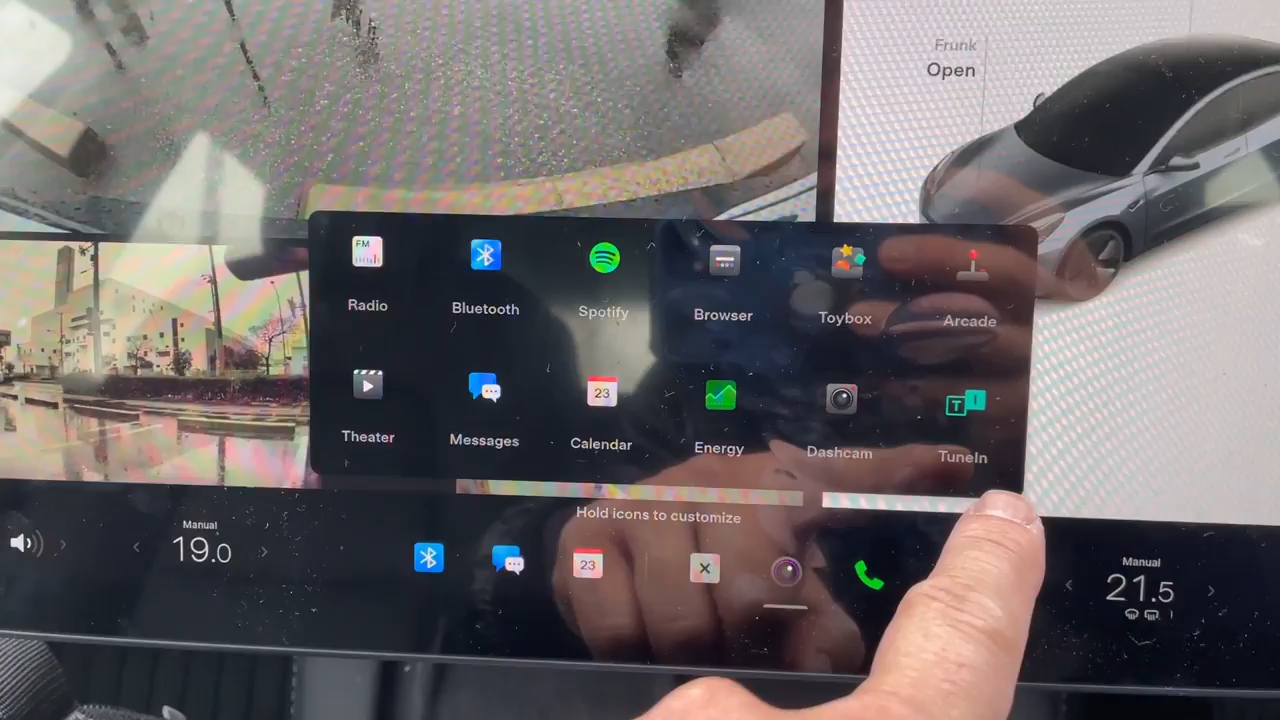 Frunk
Open
FM
Radio
Bluetooth
Spotify
Browser
Toybox
Arcade
23
T I
Theater
Messages
Calendar
Energy
Dashcam
TuneIn
Hold icons to customize
Manual
19.0
23
Manual
21.5